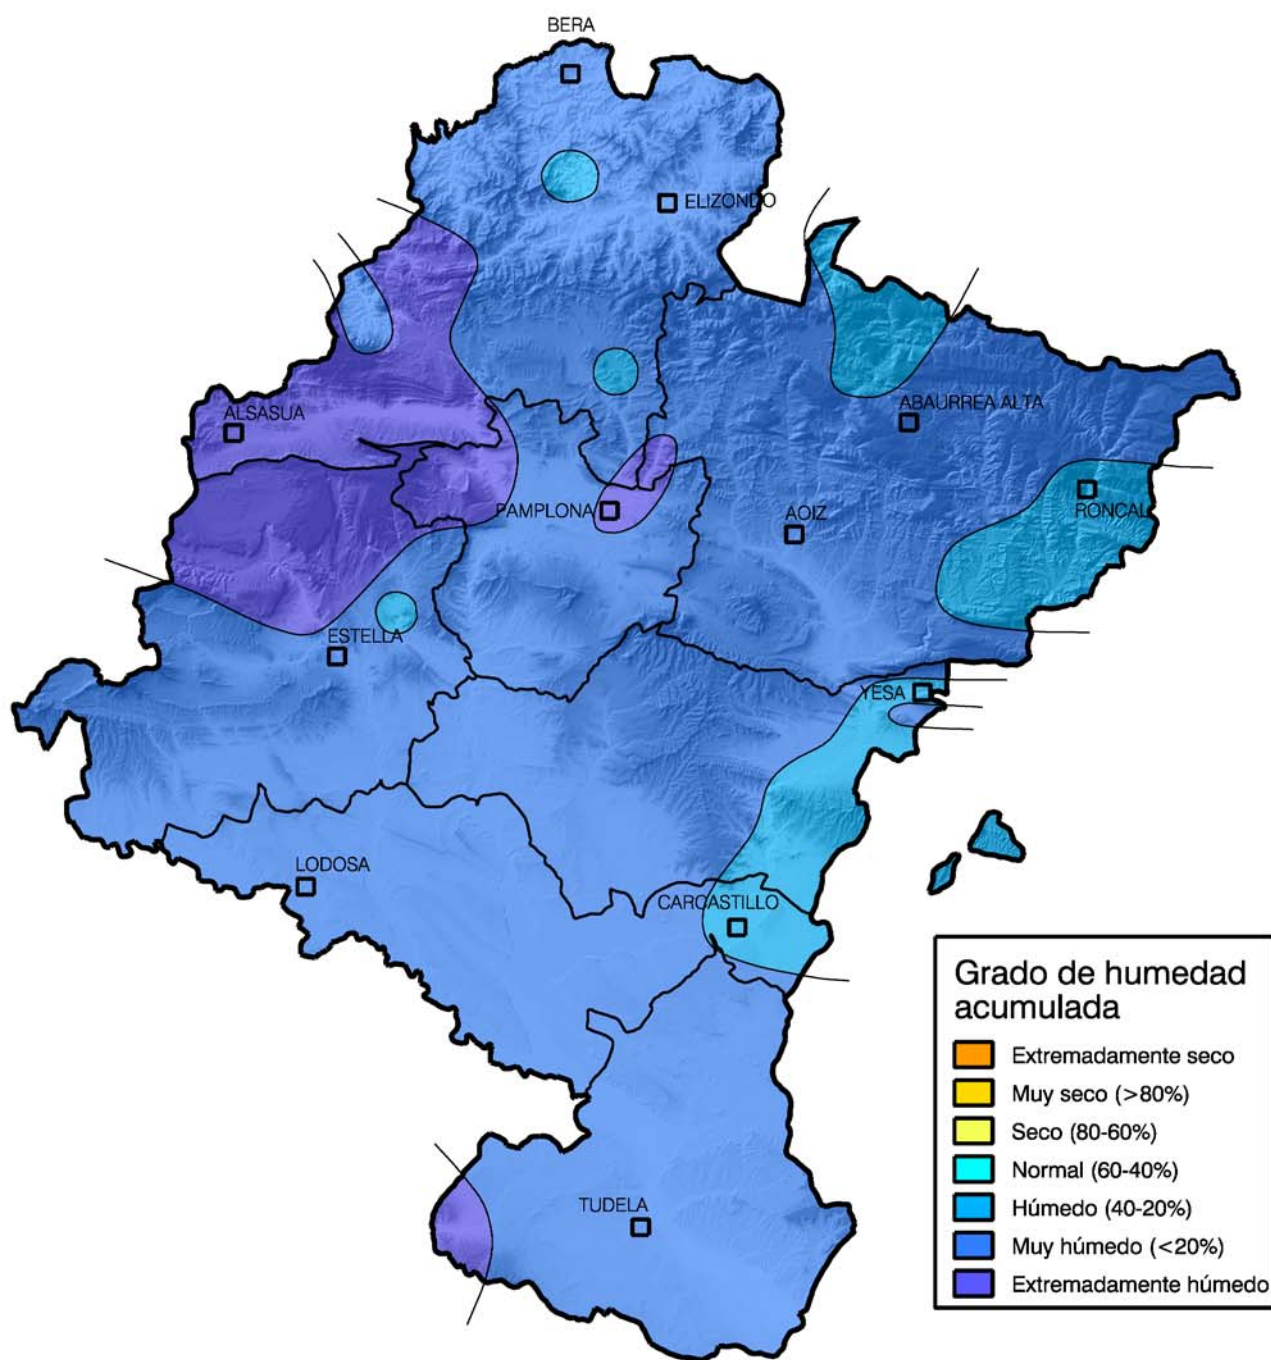 BERA
ELIZONDO
ALSASUA
ABAURREA ALTA
PAMPLONA
AOIZ
RONCAL
ESTELLA
YESA
LODOSA
CARCASTILLO
TUDELA
Grado de humedad
acumulada
Extremadamente seco
Muy seco (>80%)
Seco (80-60%)
Normal (60-40%)
Húmedo (40-20%)
Muy húmedo (<20%)
Extremadamente húmedo